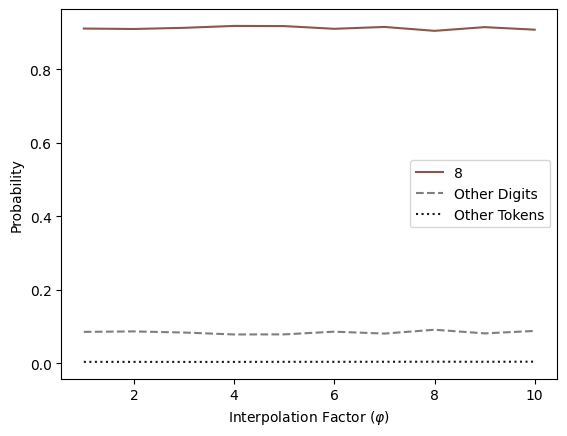 0.8
0.6
0.4
0.2
0.0
Probability
8
Other Digits
Other Tokens
2 4 6 8 10
Interpolation Factor (φ)